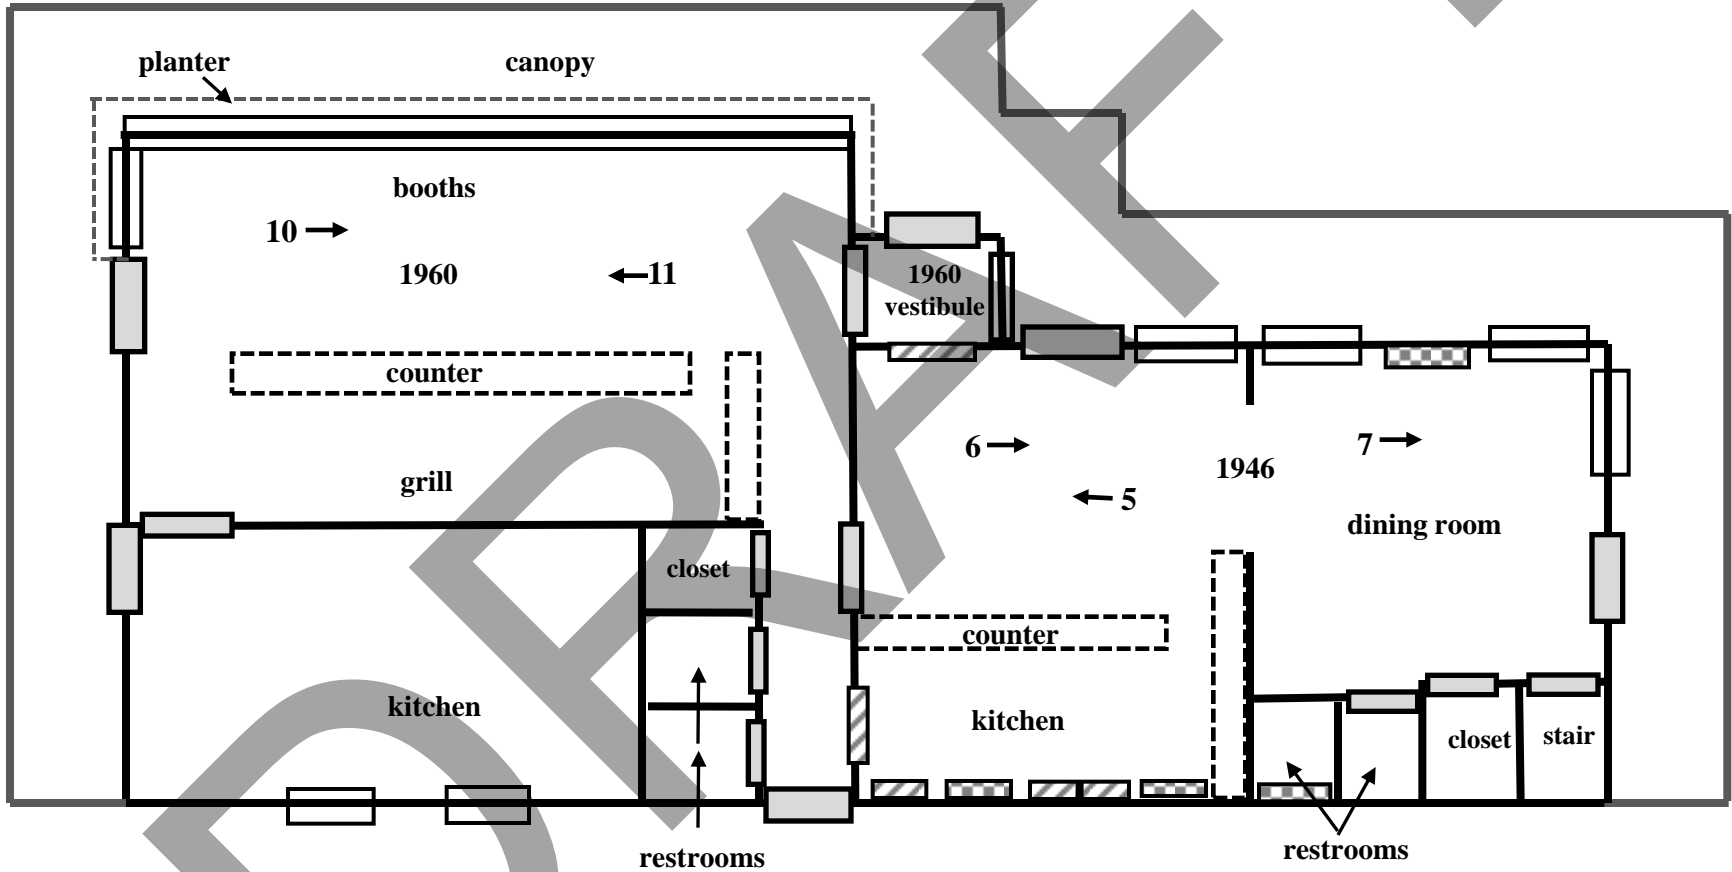 planter
canopy
booths
10
1960
11
1960
vestibule
counter
6
7
1946
grill
5
dining room
closet
counter
kitchen
kitchen
closet
stair
restrooms
restrooms
DRAF